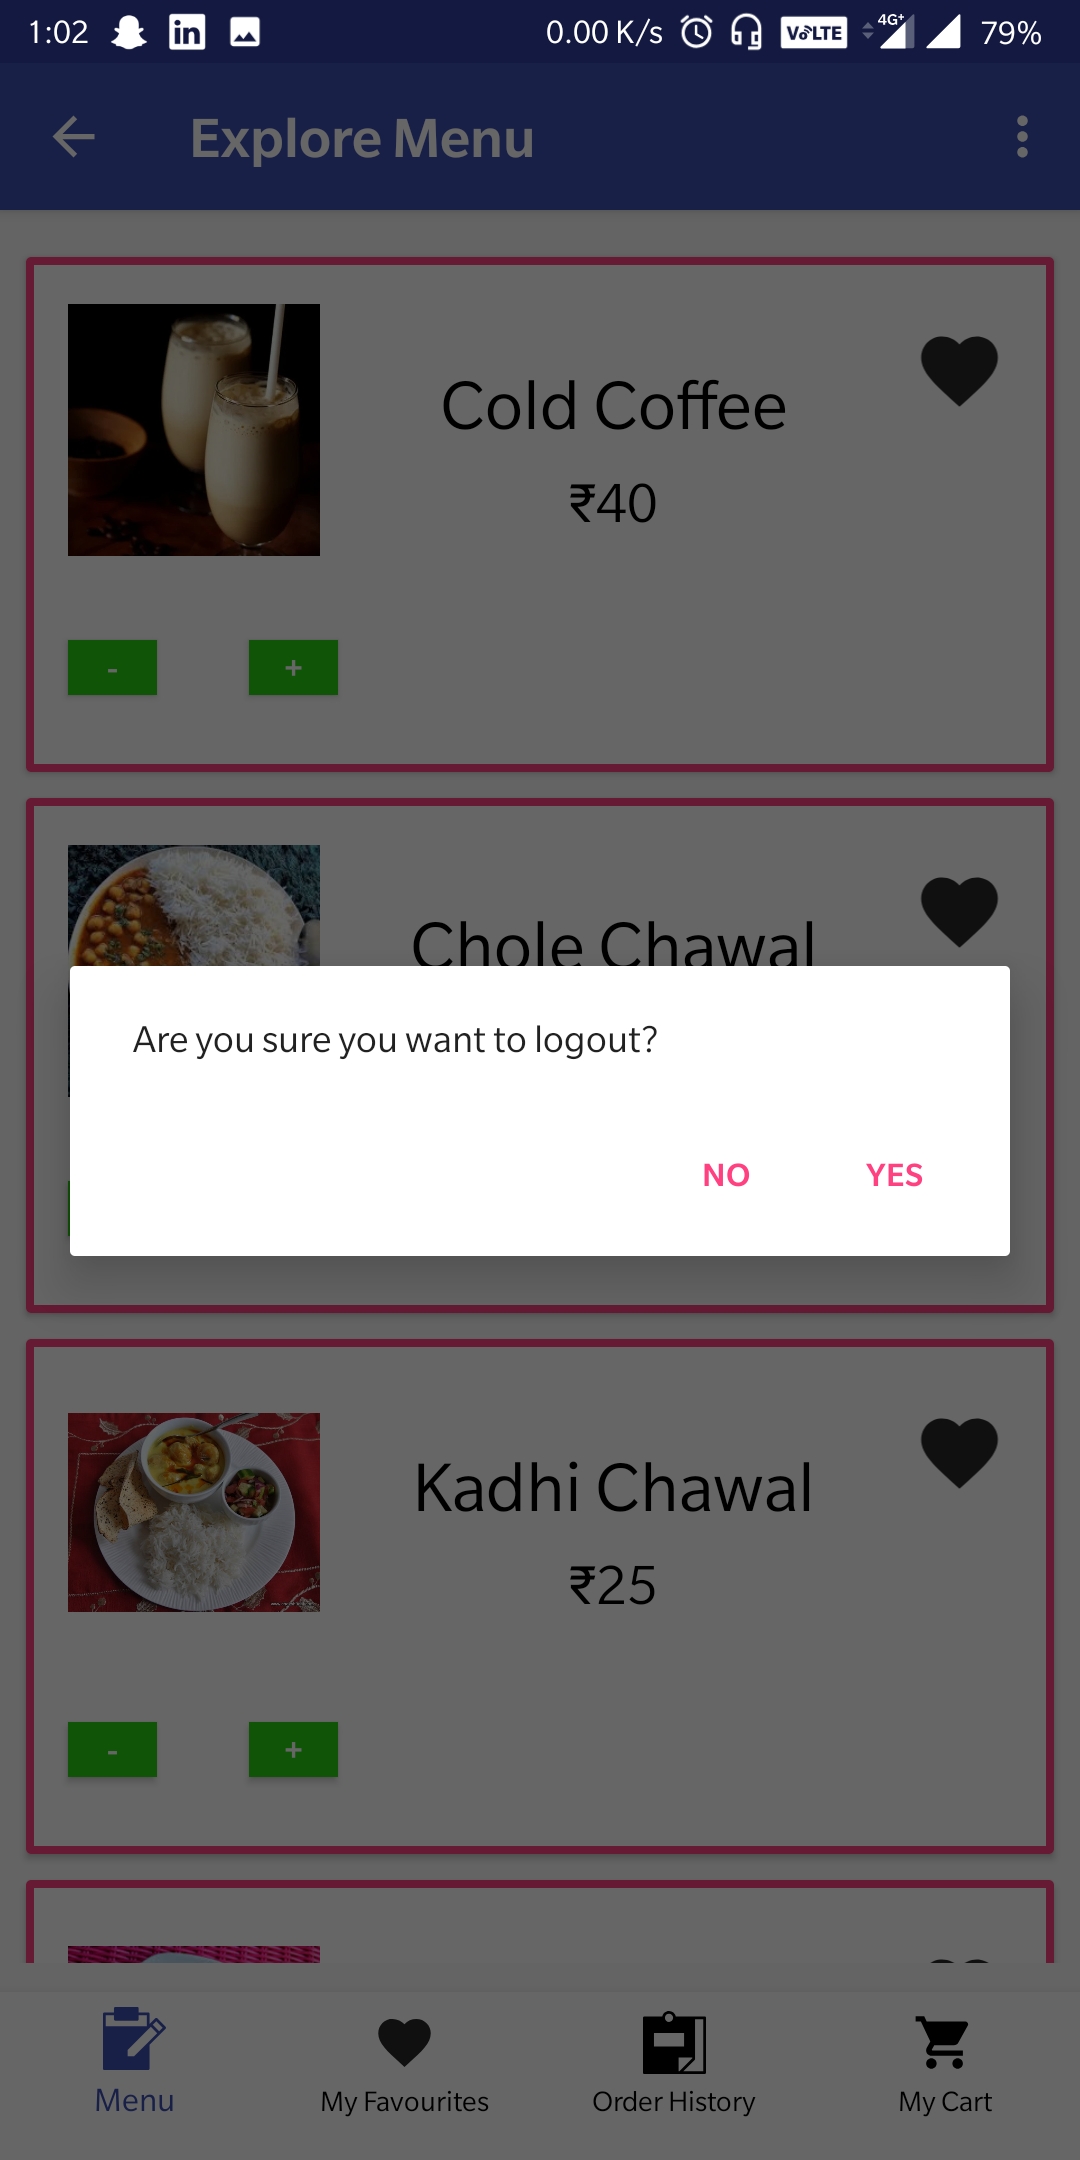 1:02 in 0.00 K/s VoLTE 4G+ 79%
Explore Menu
Cold Coffee
₹40
- +
Chole Chawal
Are you sure you want to logout?
NO YES
Kadhi Chawal
₹25
- +
Menu My Favourites Order History My Cart